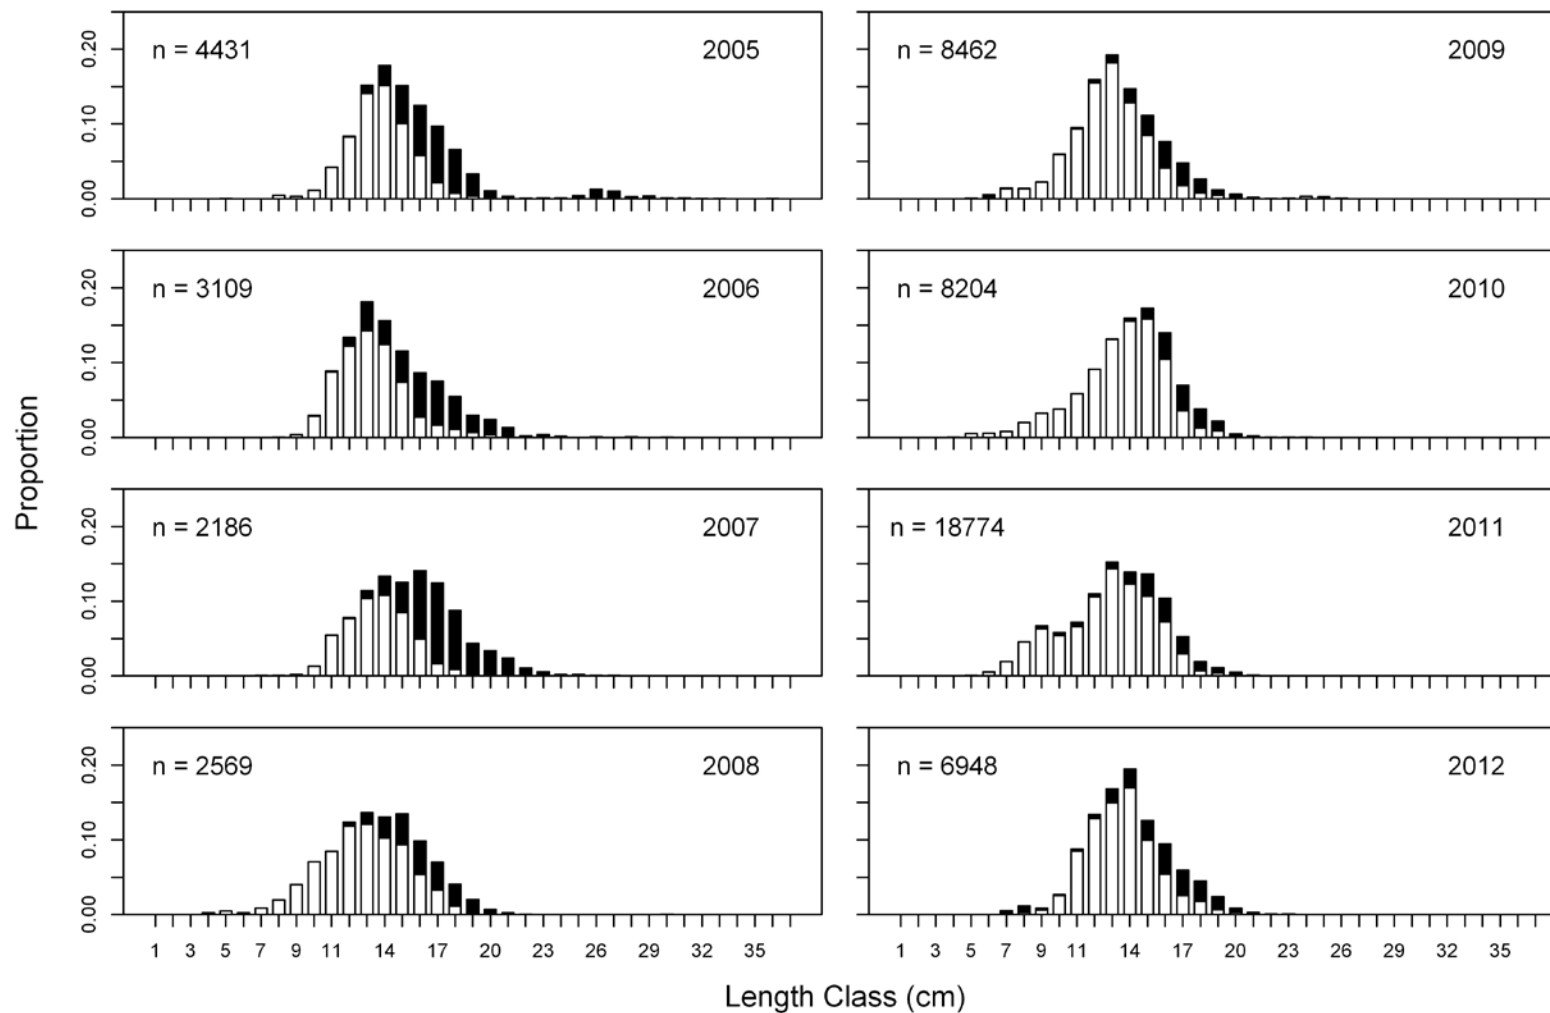 Proportion
0.20
0.10
0.00
n = 4431
2005
n = 8462
2009
0.20
0.10
0.00
n = 3109
2006
n = 8204
2010
0.20
0.10
0.00
n = 2186
2007
n = 18774
2011
0.20
0.10
0.00
n = 2569
2008
n = 6948
2012
1 3 5 7 9 11 14 17 20 23 26 29 32 35
1 3 5 7 9 11 14 17 20 23 26 29 32 35
Length Class (cm)